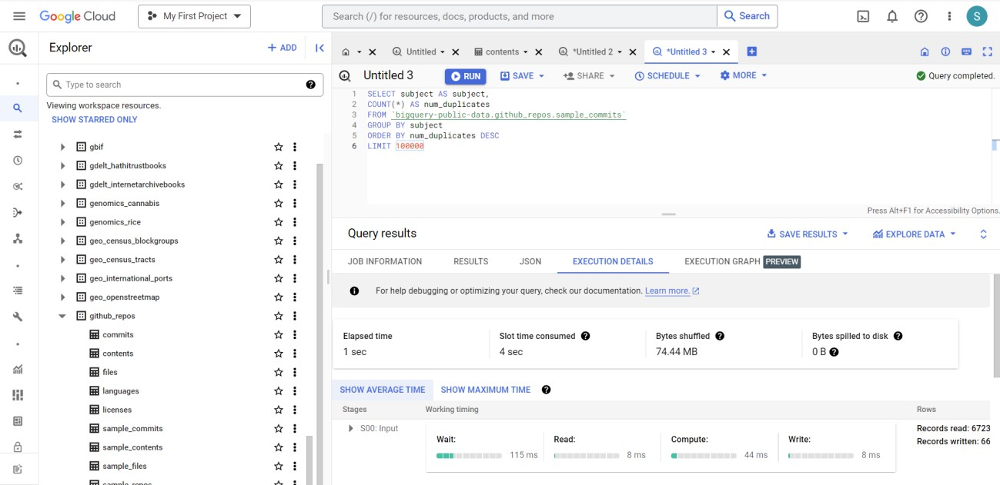 Google Cloud
My First Project
Search (/) for resources, docs, products, and more
Search
S
Explorer
+ ADD
Type to search
Viewing workspace resources.
SHOW STARRED ONLY
gbif
gdelt_hathitrustbooks
gdelt_internetarchivebooks
genomics_cannabis
genomics_rice
geo_census_blockgroups
geo_census_tracts
geo_international_ports
geo_openstreetmap
github_repos
commits
contents
files
languages
licenses
sample_commits
sample_contents
sample_files
sample_repos
Untitled
contents
*Untitled 2
*Untitled 3
Untitled 3
RUN
SAVE
SHARE
SCHEDULE
MORE
Query completed.
1 SELECT subject AS subject,
2 COUNT(*) AS num_duplicates
3 FROM `bigquery-public-data.github_repos.sample_commits`
4 GROUP BY subject
5 ORDER BY num_duplicates DESC
6 LIMIT 100000
Press Alt+F1 for Accessibility Options.
Query results
SAVE RESULTS
EXPLORE DATA
JOB INFORMATION
RESULTS
JSON
EXECUTION DETAILS
EXECUTION GRAPH PREVIEW
For help debugging or optimizing your query, check our documentation. Learn more.
Elapsed time
1 sec
Slot time consumed
4 sec
Bytes shuffled
74.44 MB
Bytes spilled to disk
0 B
SHOW AVERAGE TIME
SHOW MAXIMUM TIME
Stages
Working timing
Rows
S00: Input
Wait:
115 ms
Read:
8 ms
Compute:
44 ms
Write:
8 ms
Records read: 6723
Records written: 66